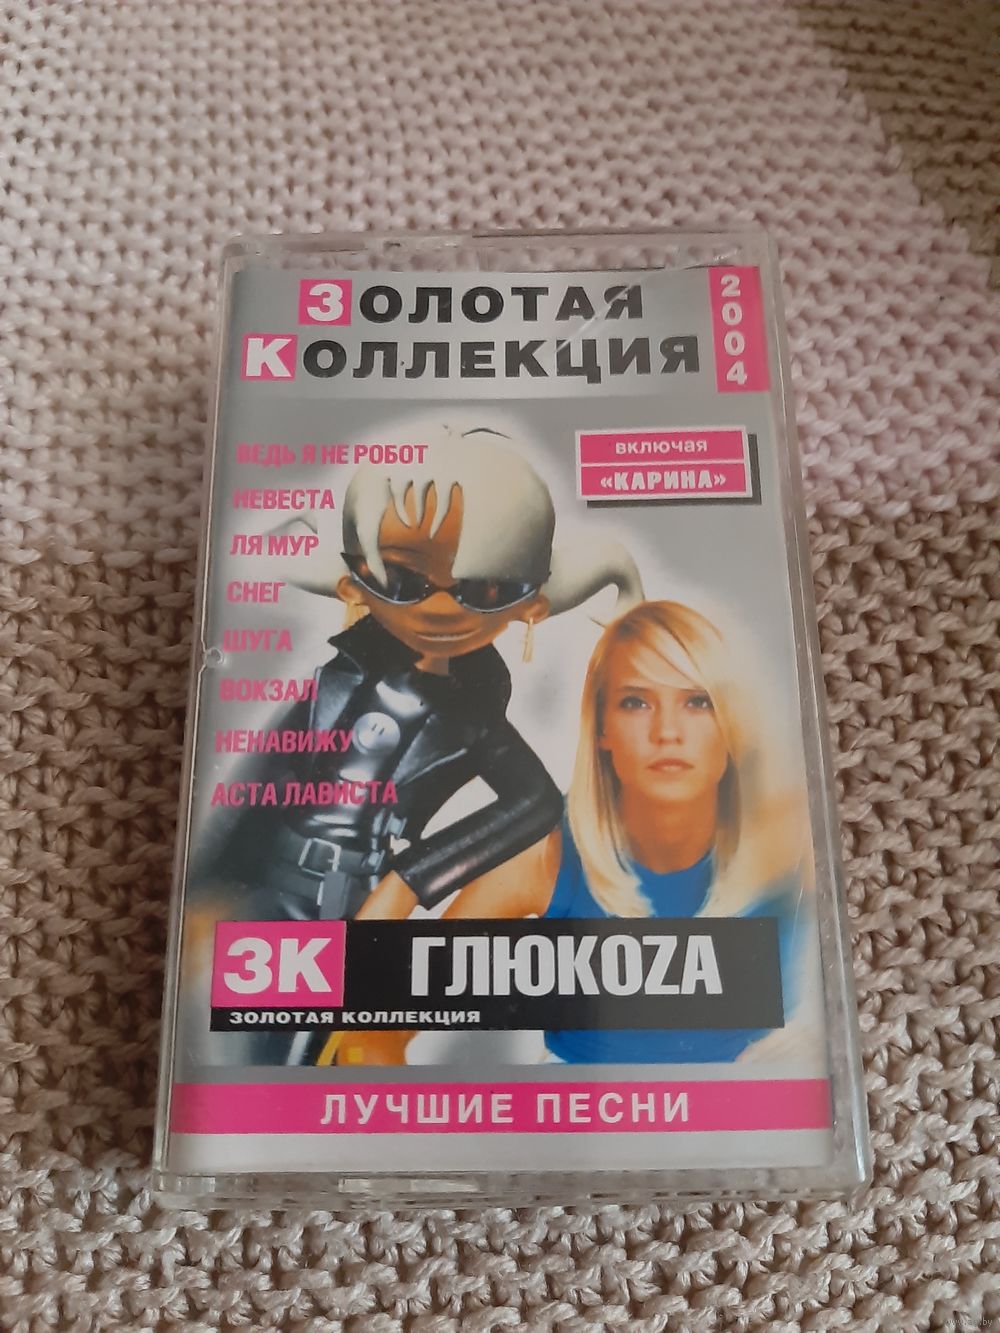 ЗОЛОТАЯ
КОЛЛЕКЦИЯ
2004
ВКЛЮЧАЯ
«КАРИНА»
ВЕДЬ Я НЕ РОБОТ
НЕВЕСТА
ЛЯ МУР
СНЕГ
ШУГА
ВОКЗАЛ
НЕНАВИЖУ
АСТА ЛАВИСТА
ЗК ГЛЮКОZА
ЗОЛОТАЯ КОЛЛЕКЦИЯ
ЛУЧШИЕ ПЕСНИ